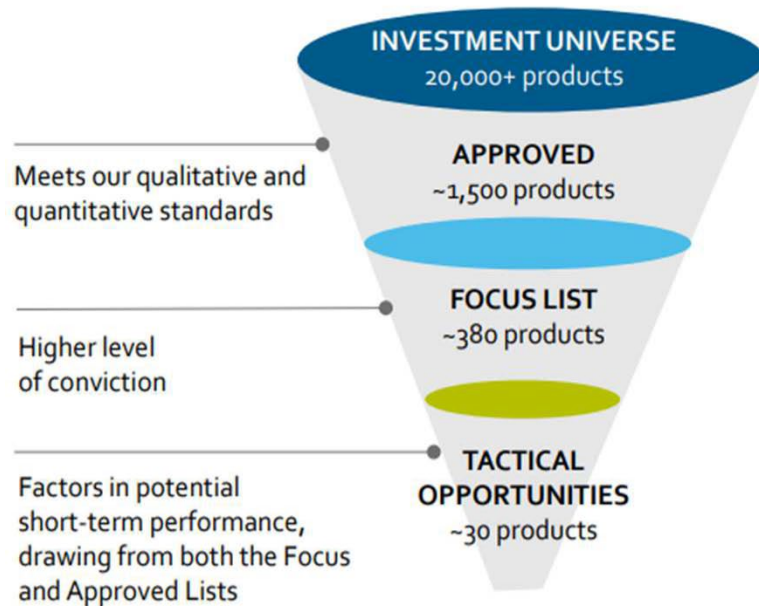 INVESTMENT UNIVERSE
20,000+ products
APPROVED
~1,500 products
Meets our qualitative and
quantitative standards
FOCUS LIST
~380 products
Higher level
of conviction
TACTICAL
OPPORTUNITIES
~30 products
Factors in potential
short-term performance,
drawing from both the Focus
and Approved Lists